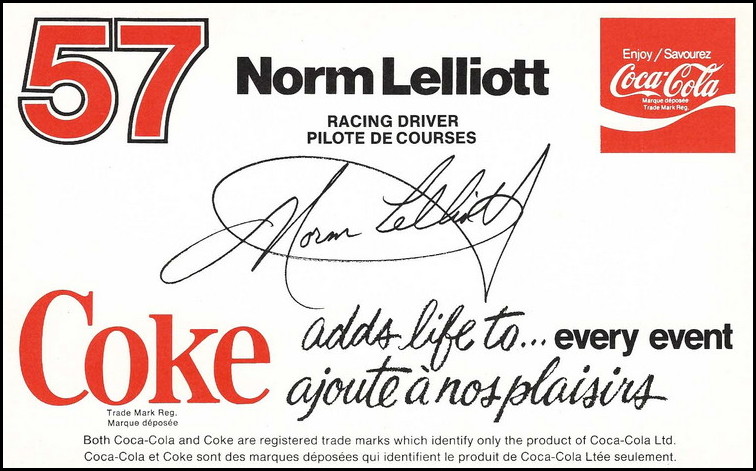 57
Norm Lelliott
RACING DRIVER
PILOTE DE COURSES
Enjoy / Savourez
Coca-Cola
Marque déposée
Trade Mark Reg.
Norm Lelliott
Coke
Trade Mark Reg.
Marque déposée
adds life to... every event
ajoute à nos plaisirs
Both Coca-Cola and Coke are registered trade marks which identify only the product of Coca-Cola Ltd.
Coca-Cola et Coke sont des marques déposées qui identifient le produit de Coca-Cola Ltée seulement.